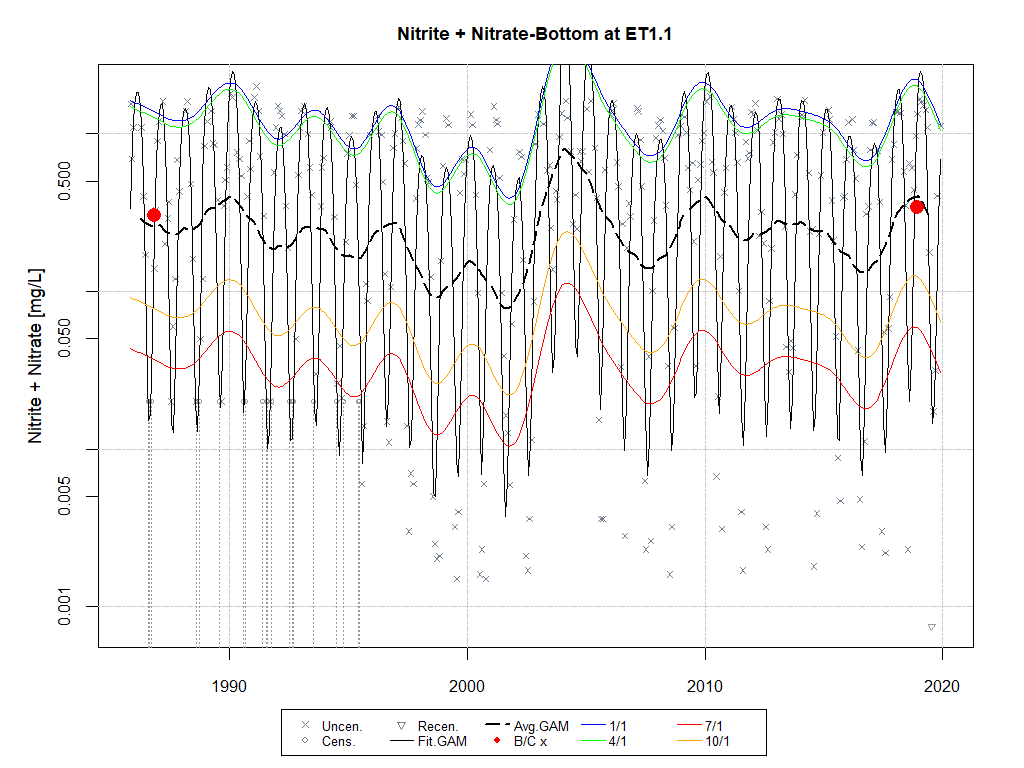 Nitrite + Nitrate-Bottom at ET1.1
Nitrite + Nitrate [mg/L]
0.500
0.050
0.005
0.001
1990 2000 2010 2020
Uncen. Recen. Avg.GAM 1/1 7/1
Cens. Fit.GAM B/C x 4/1 10/1